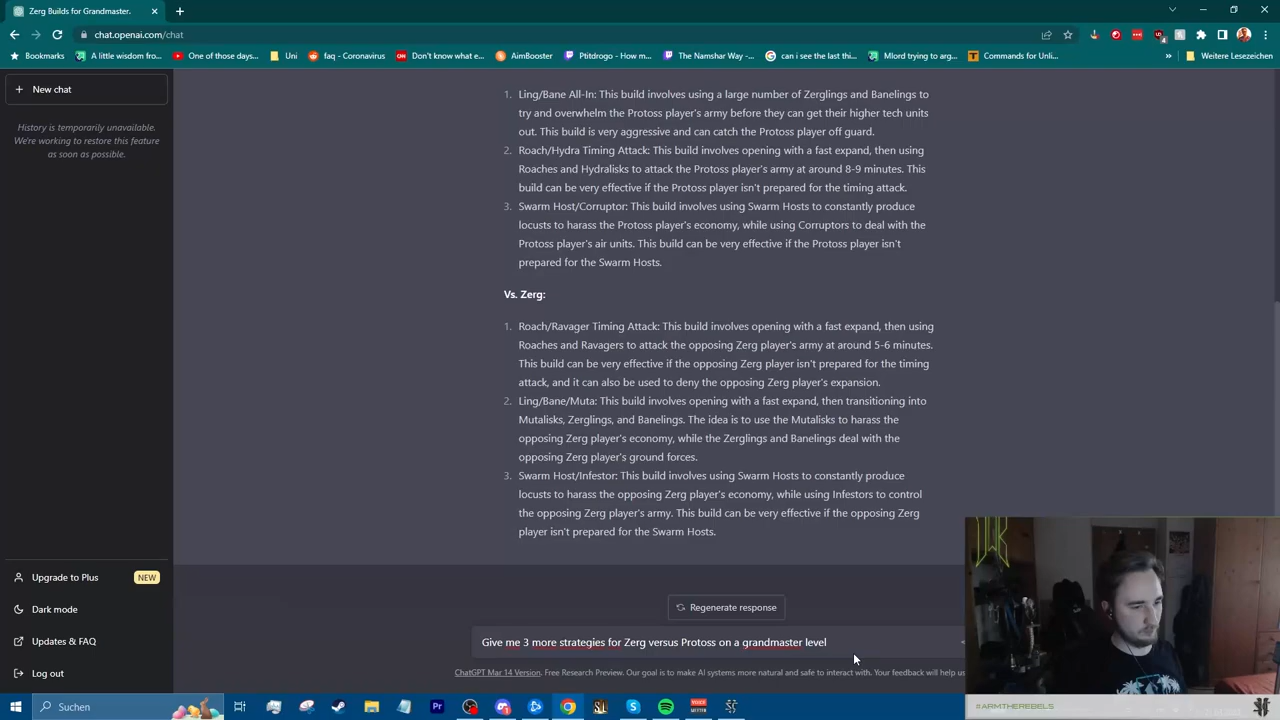 Zerg Builds for Grandmaster.
chat.openai.com/chat
Bookmarks
A little wisdom fro...
One of those days...
Uni
faq - Coronavirus
Don't know what e...
AimBooster
Ptitdrogo - How m...
The Namshar Way -...
can i see the last thi...
Mlord trying to arg...
Commands for Unli...
Weitere Lesezeichen
New chat
History is temporarily unavailable.
We're working to restore this feature
as soon as possible.
1. Ling/Bane All-In: This build involves using a large number of Zerglings and Banelings to
try and overwhelm the Protoss player's army before they can get their higher tech units
out. This build is very aggressive and can catch the Protoss player off guard.
2. Roach/Hydra Timing Attack: This build involves opening with a fast expand, then using
Roaches and Hydralisks to attack the Protoss player's army at around 8-9 minutes. This
build can be very effective if the Protoss player isn't prepared for the timing attack.
3. Swarm Host/Corruptor: This build involves using Swarm Hosts to constantly produce
locusts to harass the Protoss player's economy, while using Corruptors to deal with the
Protoss player's air units. This build can be very effective if the Protoss player isn't
prepared for the Swarm Hosts.
Vs. Zerg:
1. Roach/Ravager Timing Attack: This build involves opening with a fast expand, then using
Roaches and Ravagers to attack the opposing Zerg player's army at around 5-6 minutes.
This build can be very effective if the opposing Zerg player isn't prepared for the timing
attack, and it can also be used to deny the opposing Zerg player's expansion.
2. Ling/Bane/Muta: This build involves opening with a fast expand, then transitioning into
Mutalisks, Zerglings, and Banelings. The idea is to use the Mutalisks to harass the
opposing Zerg player's economy, while the Zerglings and Banelings deal with the
opposing Zerg player's ground forces.
3. Swarm Host/Infestor: This build involves using Swarm Hosts to constantly produce
locusts to harass the opposing Zerg player's economy, while using Infestors to control
the opposing Zerg player's army. This build can be very effective if the opposing Zerg
player isn't prepared for the Swarm Hosts.
Upgrade to Plus
NEW
Dark mode
Updates & FAQ
Log out
Regenerate response
Give me 3 more strategies for Zerg versus Protoss on a grandmaster level
ChatGPT Mar 14 Version. Free Research Preview. Our goal is to make AI systems more natural and safe to interact with. Your feedback will help us
#ARMTHEREBELS
Suchen